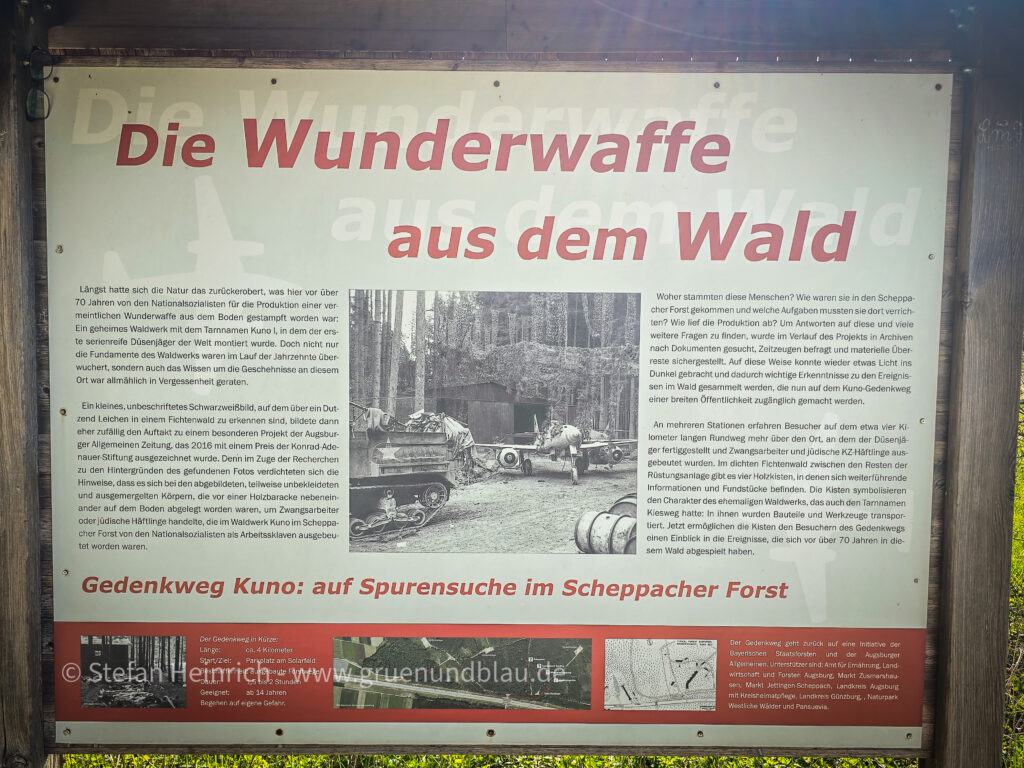 Die Wunderwaffe
aus dem Wald
Die Wunderwaffe
aus dem Wald
Längst hatte sich die Natur das zurückerobert, was hier vor über
70 Jahren von den Nationalsozialisten für die Produktion einer ver-
meintlichen Wunderwaffe aus dem Boden gestampft worden war:
Ein geheimes Waldwerk mit dem Tarnnamen Kuno I, in dem der ers-
te serienreife Düsenjäger der Welt montiert wurde. Doch nicht nur
die Fundamente des Waldwerks waren im Lauf der Jahrzehnte über-
wuchert, sondern auch das Wissen um die Geschehnisse an diesem
Ort war allmählich in Vergessenheit geraten.
Ein kleines, unbeschriftetes Schwarzweißbild, auf dem über ein Dut-
zend Leichen in einem Fichtenwald zu erkennen sind, bildete dann
eher zufällig den Auftakt zu einem besonderen Projekt der Augsbur-
ger Allgemeinen Zeitung, das 2016 mit einem Preis der Konrad-Ade-
nauer-Stiftung ausgezeichnet wurde. Denn im Zuge der Recherchen
zu den Hintergründen des gefundenen Fotos verdichteten sich die
Hinweise, dass es sich bei den abgebildeten, teilweise unbekleideten
und ausgemergelten Körpern, die vor einer Holzbaracke nebenein-
ander auf dem Boden abgelegt worden waren, um Zwangsarbeiter
oder jüdische Häftlinge handelte, die im Waldwerk Kuno im Scheppa-
cher Forst von den Nationalsozialisten als Arbeitssklaven ausgebeu-
tet worden waren.
Woher stammten diese Menschen? Wie waren sie in den Scheppa-
cher Forst gekommen und welche Aufgaben mussten sie dort verrich-
ten? Wie lief die Produktion ab? Um Antworten auf diese und viele
weitere Fragen zu finden, wurde im Verlauf des Projekts in Archiven
nach Dokumenten gesucht, Zeitzeugen befragt und materielle Über-
reste sichergestellt. Auf diese Weise konnte wieder etwas Licht ins
Dunkel gebracht und dadurch wichtige Erkenntnisse zu den Ereignis-
sen im Wald gesammelt werden, die nun auf dem Kuno-Gedenkweg
einer breiten Öffentlichkeit zugänglich gemacht werden.
An mehreren Stationen erfahren Besucher auf dem etwa vier Ki-
lometer langen Rundweg mehr über den Ort, an dem der Düsenjä-
ger fertiggestellt und Zwangsarbeiter und jüdische KZ-Häftlinge aus-
gebeutet wurden. Im dichten Fichtenwald zwischen den Resten der
Rüstungsanlage gibt es vier Holzkisten, in denen sich weiterführende
Informationen und Fundstücke befinden. Die Kisten symbolisieren
den Charakter des ehemaligen Waldwerks, das auch den Tarnnamen
Kiesweg hatte: In ihnen wurden Bauteile und Werkzeuge transpor-
tiert. Jetzt ermöglichen die Kisten den Besuchern des Gedenkwegs
einen Einblick in die Ereignisse, die sich vor über 70 Jahren in die-
sem Wald abgespielt haben.
Gedenkweg Kuno: auf Spurensuche im Scheppacher Forst
Der Gedenkweg in Kürze:
Länge: ca. 4 Kilometer
Start/Ziel: Parkplatz am Solarfeld
Dauer: 1,5 bis 2 Stunden
Geeignet: ab 14 Jahren
Begehen auf eigene Gefahr.
Der Gedenkweg geht zurück auf eine Initiative der
Bayerischen Staatsforsten und der Augsburger
Allgemeinen. Unterstützer sind: Amt für Ernährung, Land-
wirtschaft und Forsten Augsburg, Markt Zusmarshau-
sen, Markt Jettingen-Scheppach, Landkreis Augsburg
mit Kreisheimatpflege, Landkreis Günzburg, , Naturpark
Westliche Wälder und Pansuevia.
© Stefan Heinrich · www.gruenundblau.de